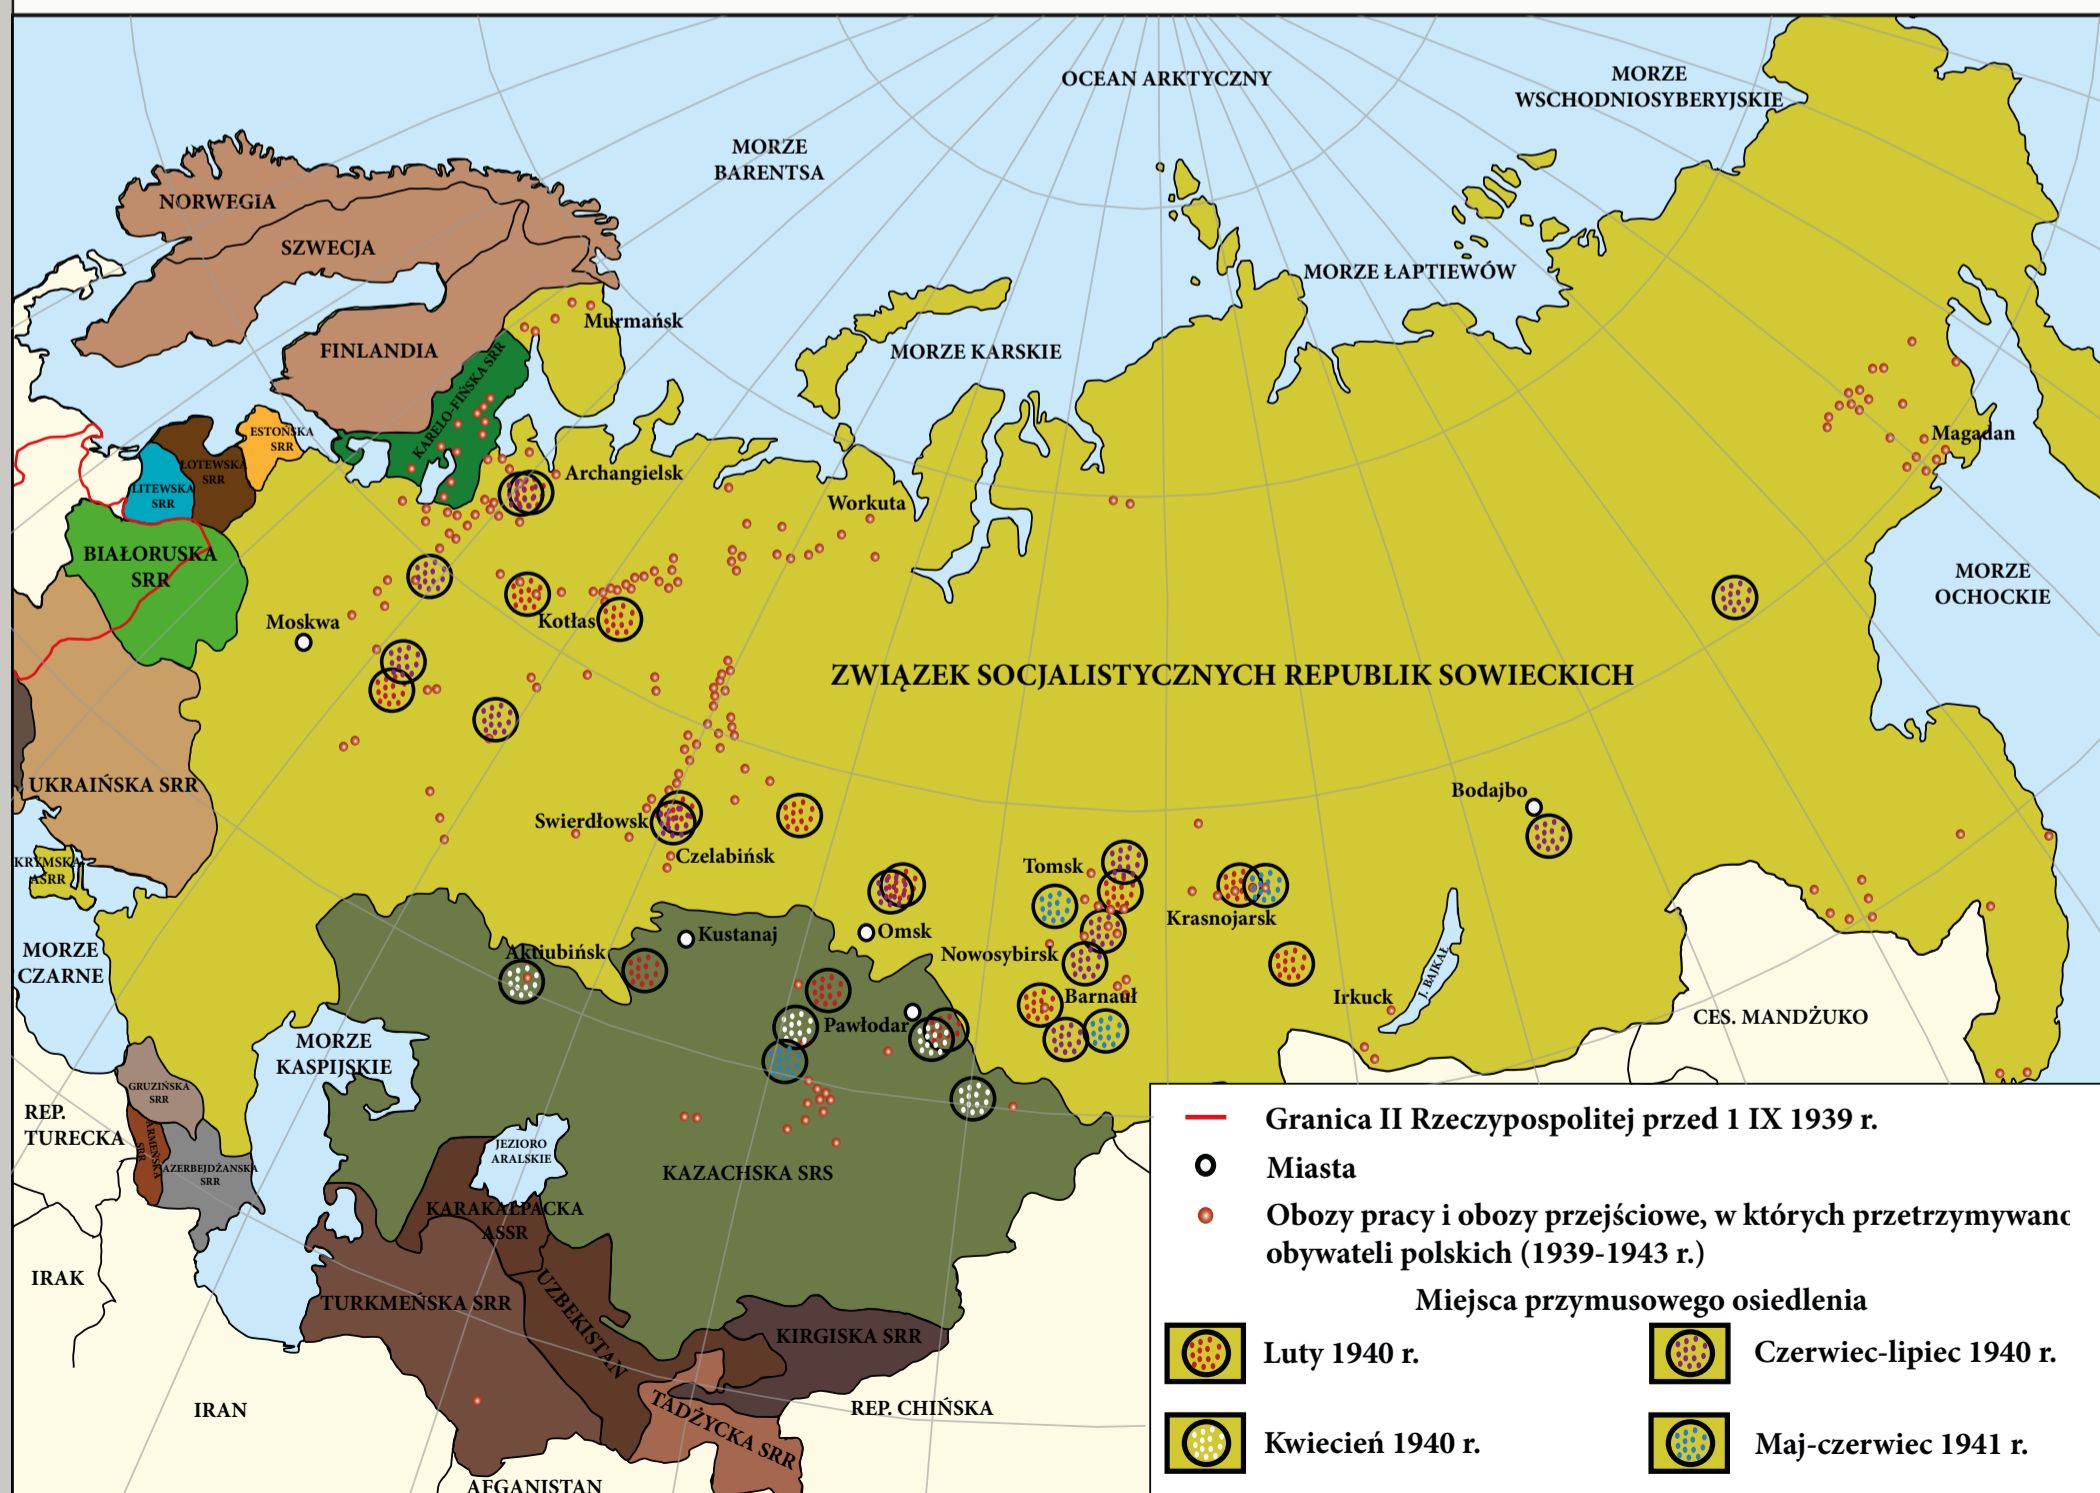 OCEAN ARKTYCZNY
MORZE
WSCHODNIOSYBERYJSKIE
MORZE
BARENTSA
NORWEGIA
SZWECJA
MORZE ŁAPTIEWÓW
Murmańsk
FINLANDIA
MORZE KARSKIE
KARELO-FIŃSKA SRR
ESTOŃSKA
SRR
ŁOTEWSKA
SRR
LITEWSKA
SRR
Magadan
Archangielsk
Workuta
BIAŁORUSKA
SRR
MORZE
OCHOCKIE
Moskwa
Kotłas
ZWIĄZEK SOCJALISTYCZNYCH REPUBLIK SOWIECKICH
UKRAIŃSKA SRR
Bodajbo
Swierdłowsk
Czelabińsk
KRYMSKA
ASRR
Tomsk
Krasnojarsk
Kustanaj
Omsk
Aktiubińsk
Nowosybirsk
MORZE
CZARNE
J. BAJKAŁ
Barnauł
Irkuck
Pawłodar
CES. MANDŻUKO
MORZE
KASPIJSKIE
GRUZIŃSKA
SRR
REP.
TURECKA
ARMEŃSKA
SRR
AZERBEJDŻAŃSKA
SRR
JEZIORO
ARALSKIE
KAZACHSKA SRS
KARAKAŁPACKA
ASSR
IRAK
TURKMEŃSKA SRR
UZBEKISTAN
KIRGISKA SRR
IRAN
TADŻYCKA SRR
REP. CHIŃSKA
AFGANISTAN
Granica II Rzeczypospolitej przed 1 IX 1939 r.
Miasta
Obozy pracy i obozy przejściowe, w których przetrzymywano
obywateli polskich (1939-1943 r.)
Miejsca przymusowego osiedlenia
Luty 1940 r.
Czerwiec-lipiec 1940 r.
Kwiecień 1940 r.
Maj-czerwiec 1941 r.